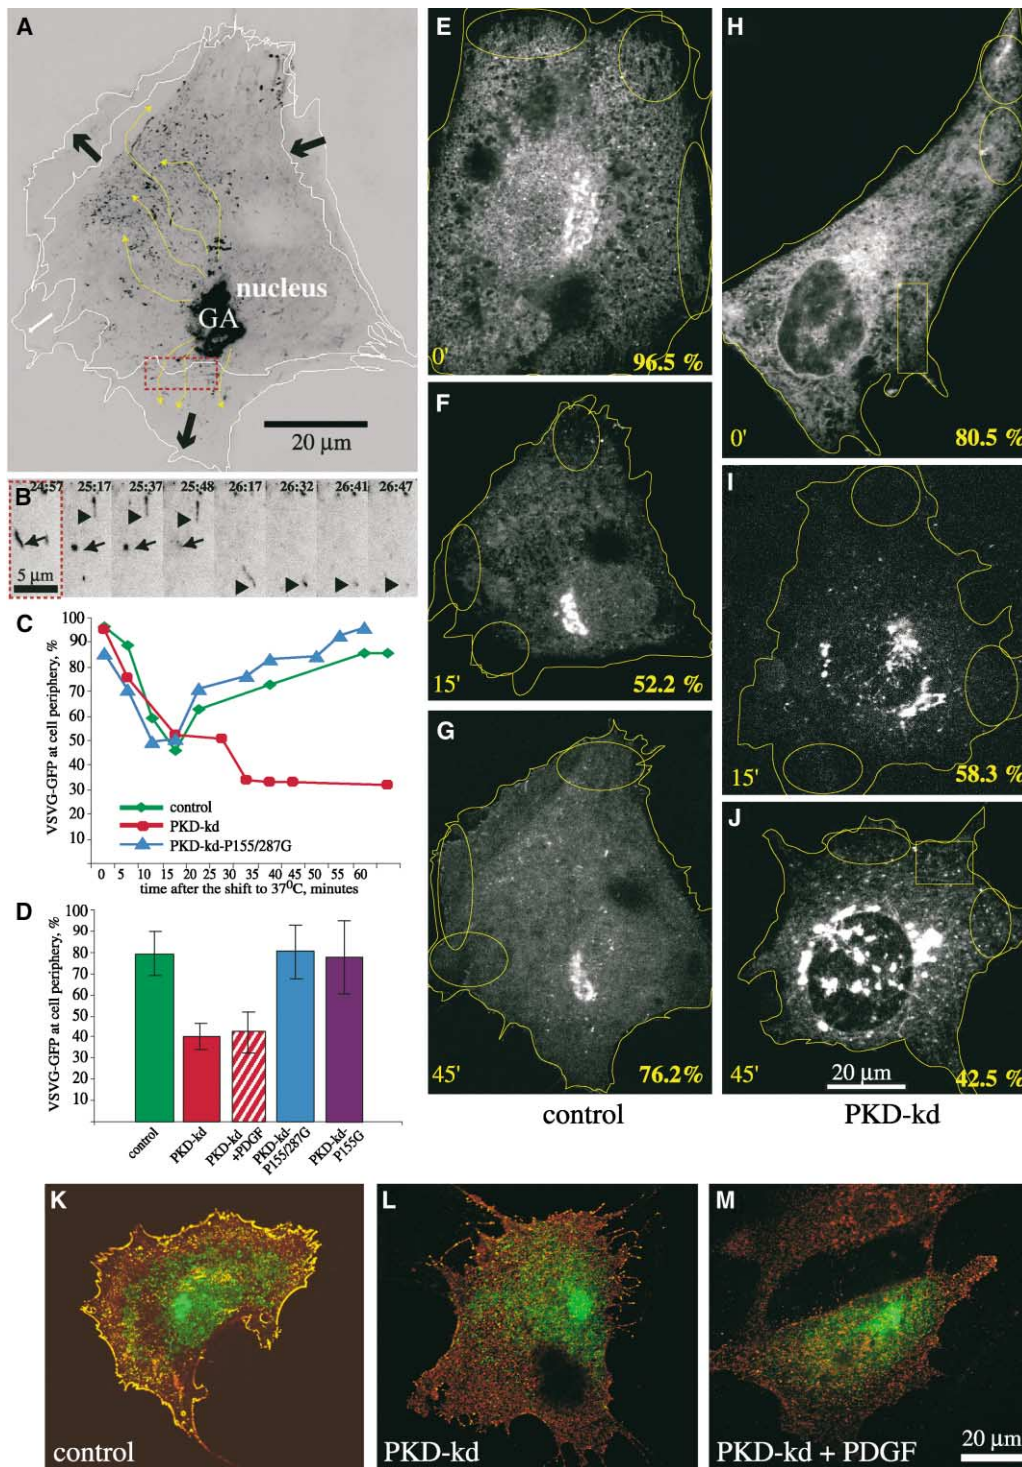 A
nucleus
GA
20 µm
B
24:57 25:17 25:37 25:48 26:17 26:32 26:41 26:47
5 µm
C
VSVG-GFP at cell periphery, %
100
90
80
70
60
50
40
30
20
10
control
PKD-kd
PKD-kd-P155/287G
0 5 10 15 20 25 30 35 40 45 50 55 60
time after the shift to 37⁰C, minutes
D
VSVG-GFP at cell periphery, %
100
90
80
70
60
50
40
30
20
10
control
PKD-kd
PKD-kd
+PDGF
PKD-kd-
P155/287G
PKD-kd-
P155G
E
0'
96.5 %
F
15'
52.2 %
G
45'
76.2%
control
H
0'
80.5 %
I
15'
58.3 %
J
45'
20 µm
42.5 %
PKD-kd
K
control
L
PKD-kd
M
PKD-kd + PDGF
20 µm